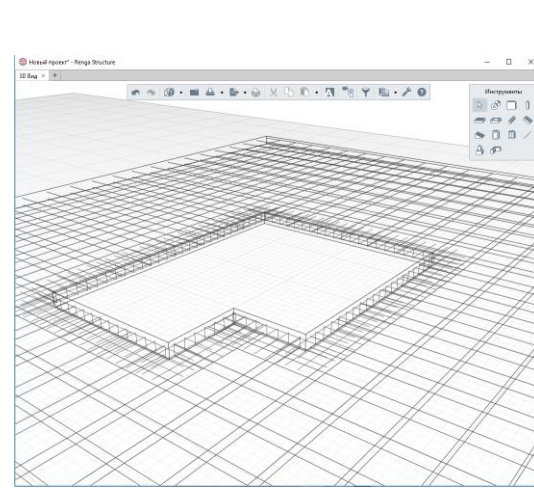 Новый проект* - Renga Structure
3D Вид
Инструменты